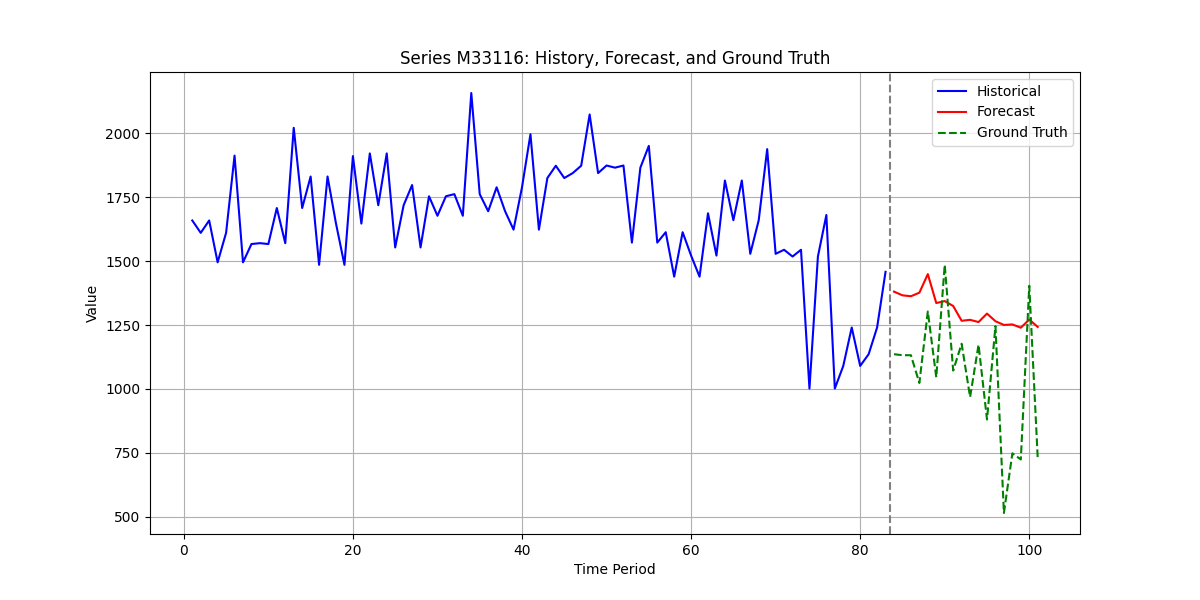 Series M33116: History, Forecast, and Ground Truth
Historical
Forecast
Ground Truth
2000
1750
1500
1250
1000
750
500
Value
0 20 40 60 80 100
Time Period